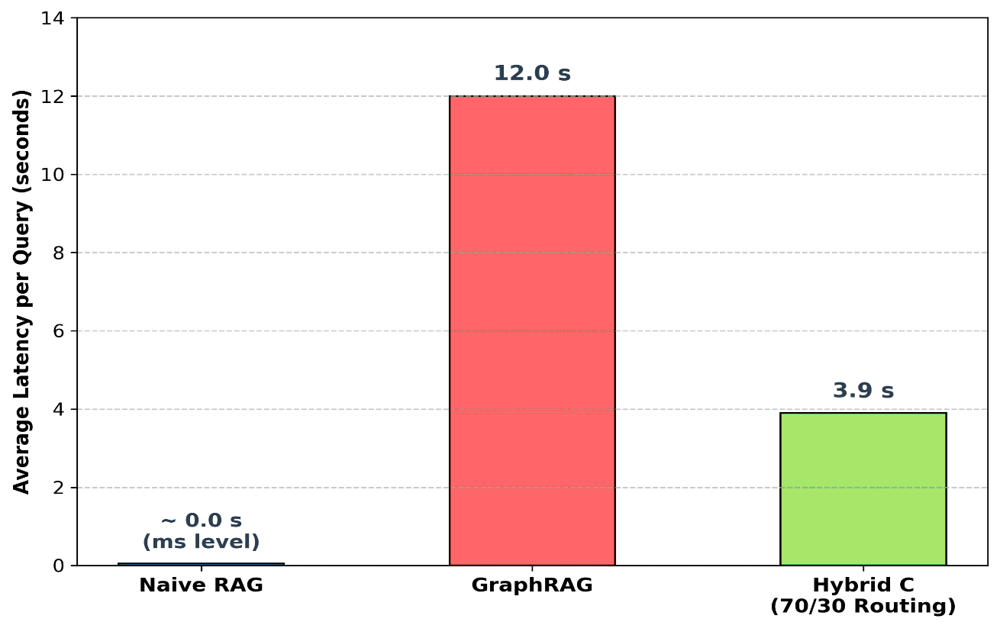 Average Latency per Query (seconds)
14
12
10
8
6
4
2
0
~ 0.0 s
(ms level)
12.0 s
3.9 s
Naive RAG
GraphRAG
Hybrid C
(70/30 Routing)